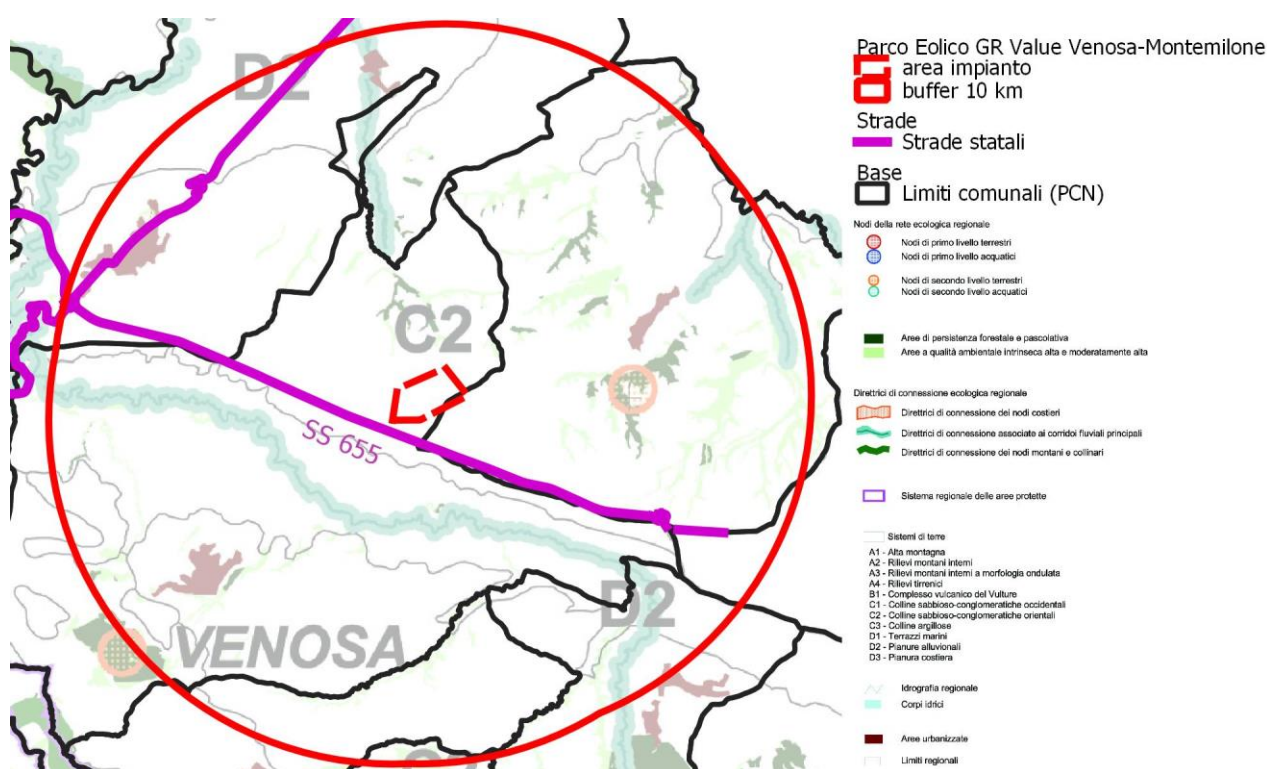 D2
C2
SS 655
D2
VENOSA
Parco Eolico GR Value Venosa-Montemilone
area impianto
buffer 10 km
Strade
Strade statali
Base
Limiti comunali (PCN)
Nodi della rete ecologica regionale
Nodi di primo livello terrestri
Nodi di primo livello acquatici
Nodi di secondo livello terrestri
Nodi di secondo livello acquatici
Aree di persistenza forestale e pascolativa
Aree a qualità ambientale intrinseca alta e moderatamente alta
Direttrici di connessione ecologica regionale
Direttrici di connessione dei nodi costieri
Direttrici di connessione associate ai corridoi fluviali principali
Direttrici di connessione dei nodi montani e collinari
Sistema regionale delle aree protette
Sistemi di terre
A1 - Alta montagna
A2 - Rilievi montani interni
A3 - Rilievi montani interni a morfologia ondulata
A4 - Rilievi tirrenici
B1 - Complesso vulcanico del Vulture
C1 - Colline sabbioso-conglomeratiche occidentali
C2 - Colline sabbioso-conglomeratiche orientali
C3 - Colline argillose
D1 - Terrazzi marini
D2 - Pianure alluvionali
D3 - Pianura costiera
Idrografia regionale
Corpi idrici
Aree urbanizzate
Limiti regionali